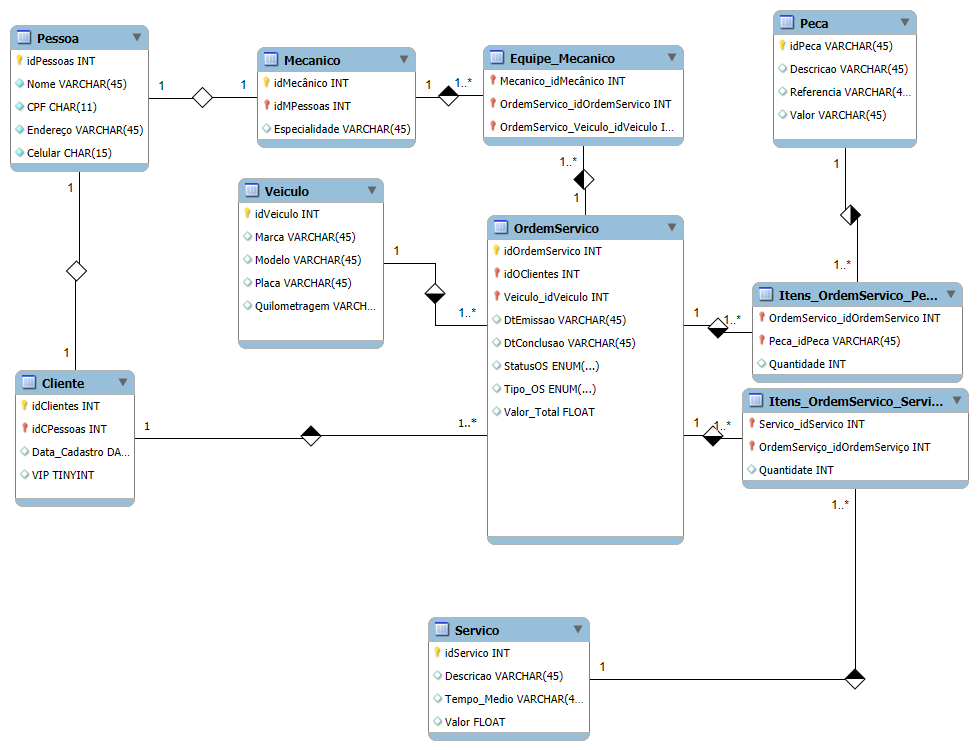 Pessoa
idPessoas INT
Nome VARCHAR(45)
CPF CHAR(11)
Endereço VARCHAR(45)
Celular CHAR(15)
1
1
Mecanico
idMecânico INT
idMPessoas INT
Especialidade VARCHAR(45)
1
1..*
Equipe_Mecanico
Mecanico_idMecânico INT
OrdemServico_idOrdemServico INT
OrdemServico_Veiculo_idVeiculo I...
Peca
idPeca VARCHAR(45)
Descricao VARCHAR(45)
Referencia VARCHAR(4...
Valor VARCHAR(45)
1
1..*
1
1..*
1
Veiculo
idVeiculo INT
Marca VARCHAR(45)
Modelo VARCHAR(45)
Placa VARCHAR(45)
Quilometragem VARCH...
1
1..*
OrdemServico
idOrdemServico INT
idOClientes INT
Veiculo_idVeiculo INT
DtEmissao VARCHAR(45)
DtConclusao VARCHAR(45)
StatusOS ENUM(...)
Tipo_OS ENUM(...)
Valor_Total FLOAT
1
1..*
Itens_OrdemServico_Pe...
OrdemServico_idOrdemServico INT
Peca_idPeca VARCHAR(45)
Quantidade INT
1
Cliente
idClientes INT
idCPessoas INT
Data_Cadastro DA...
VIP TINYINT
1
1..*
1
1..*
Itens_OrdemServico_Servi...
Servico_idServico INT
OrdemServiço_idOrdemServiço INT
Quantidate INT
1..*
Servico
idServico INT
Descricao VARCHAR(45)
Tempo_Medio VARCHAR(4...
Valor FLOAT
1